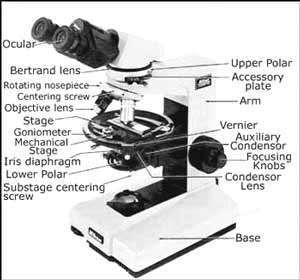 Ocular
Bertrand lens
Rotating nosepiece
Centering screw
Objective lens
Stage
Goniometer
Mechanical
Stage
Iris diaphragm
Lower Polar
Substage centering
screw
Upper Polar
Accessory
plate
Arm
Vernier
Auxiliary
Condensor
Focusing
Knobs
Condensor
Lens
Base